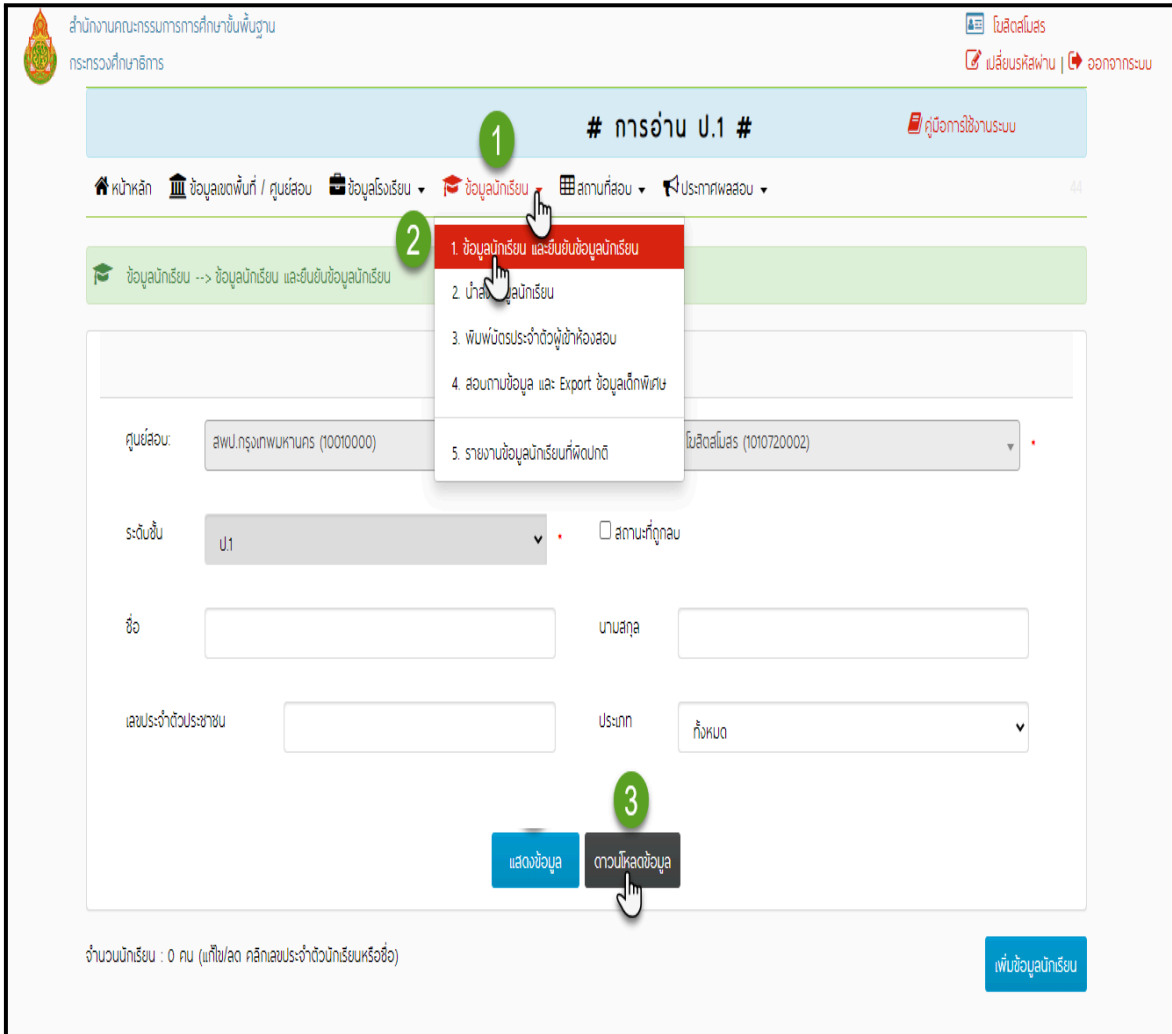 สำนักงานคณะกรรมการการศึกษาขั้นพื้นฐาน
กระทรวงศึกษาธิการ
โฆสิตสโมสร
เปลี่ยนรหัสผ่าน | ออกจากระบบ
# การอ่าน ป.1 #
คู่มือการใช้งานระบบ
1
หน้าหลัก ข้อมูลเขตพื้นที่ / ศูนย์สอบ ข้อมูลโรงเรียน ข้อมูลนักเรียน สถานที่สอบ ประกาศผลสอบ 44
2
1. ข้อมูลนักเรียน และยืนยันข้อมูลนักเรียน
2. นำส่ง มูลนักเรียน
3. พิมพ์บัตรประจำตัวผู้เข้าห้องสอบ
4. สอบถามข้อมูล และ Export ข้อมูลเด็กพิเศษ
5. รายงานข้อมูลนักเรียนที่ผิดปกติ
ข้อมูลนักเรียน --> ข้อมูลนักเรียน และยืนยันข้อมูลนักเรียน
ศูนย์สอบ: สพป.กรุงเทพมหานคร (10010000) โฆสิตสโมสร (1010720002) *
ระดับชั้น ป.1 * สถานะที่ถูกลบ
ชื่อ นามสกุล
เลขประจำตัวประชาชน ประเภท ทั้งหมด
3
แสดงข้อมูล ดาวน์โหลดข้อมูล
จำนวนนักเรียน : 0 คน (แก้ไข/ลด คลิกเลขประจำตัวนักเรียนหรือชื่อ)
เพิ่มข้อมูลนักเรียน